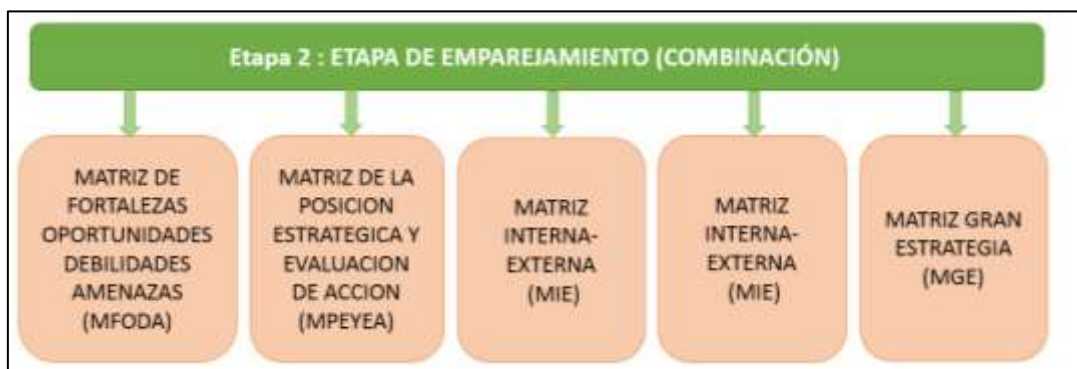 Etapa 2 : ETAPA DE EMPAREJAMIENTO (COMBINACIÓN)
MATRIZ DE
FORTALEZAS
OPORTUNIDADES
DEBILIDADES
AMENAZAS
(MFODA)
MATRIZ DE LA
POSICION
ESTRATEGICA Y
EVALUACION
DE ACCION
(MPEYEA)
MATRIZ
INTERNA-
EXTERNA
(MIE)
MATRIZ
INTERNA-
EXTERNA
(MIE)
MATRIZ GRAN
ESTRATEGIA
(MGE)